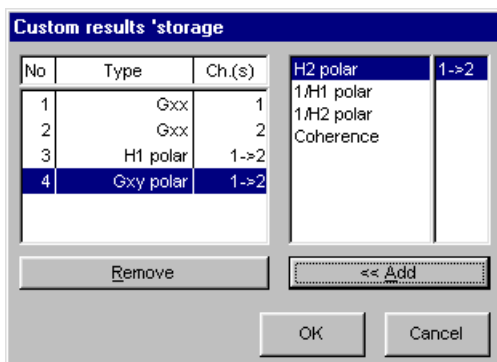 Custom results 'storage
No Type Ch.(s)
1 Gxx 1
2 Gxx 2
3 H1 polar 1->2
4 Gxy polar 1->2
H2 polar 1->2
1/H1 polar
1/H2 polar
Coherence
Remove
<< Add
OK
Cancel